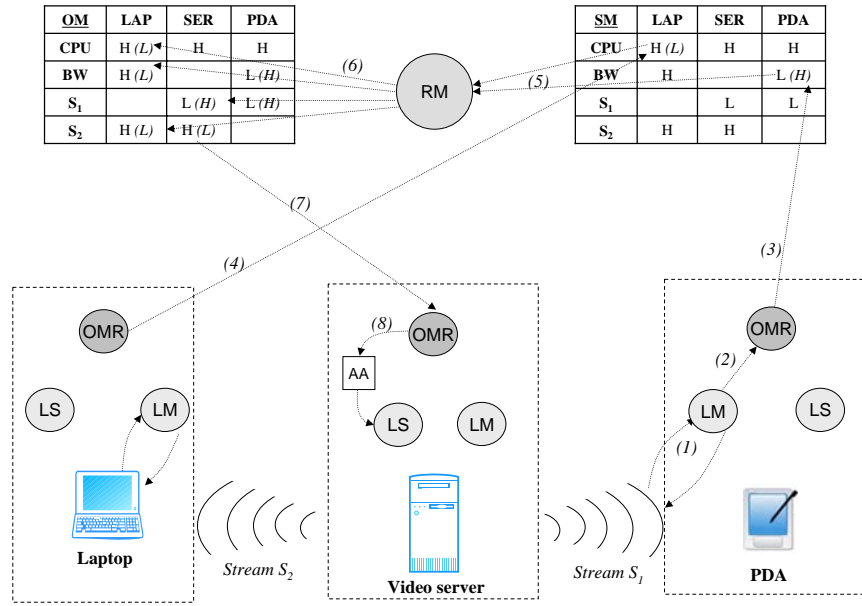 OM LAP SER PDA
CPU H (L) H H
BW H (L) L (H)
S1 L (H) L (H)
S2 H (L) H (L)
SM LAP SER PDA
CPU H (L) H H
BW H L (H)
S1 L L
S2 H H
(6)
RM
(5)
(7)
(4)
(3)
OMR
LS
LM
Laptop
Stream S2
(8)
OMR
AA
LS
LM
Video server
Stream S1
OMR
(2)
LM
LS
(1)
PDA